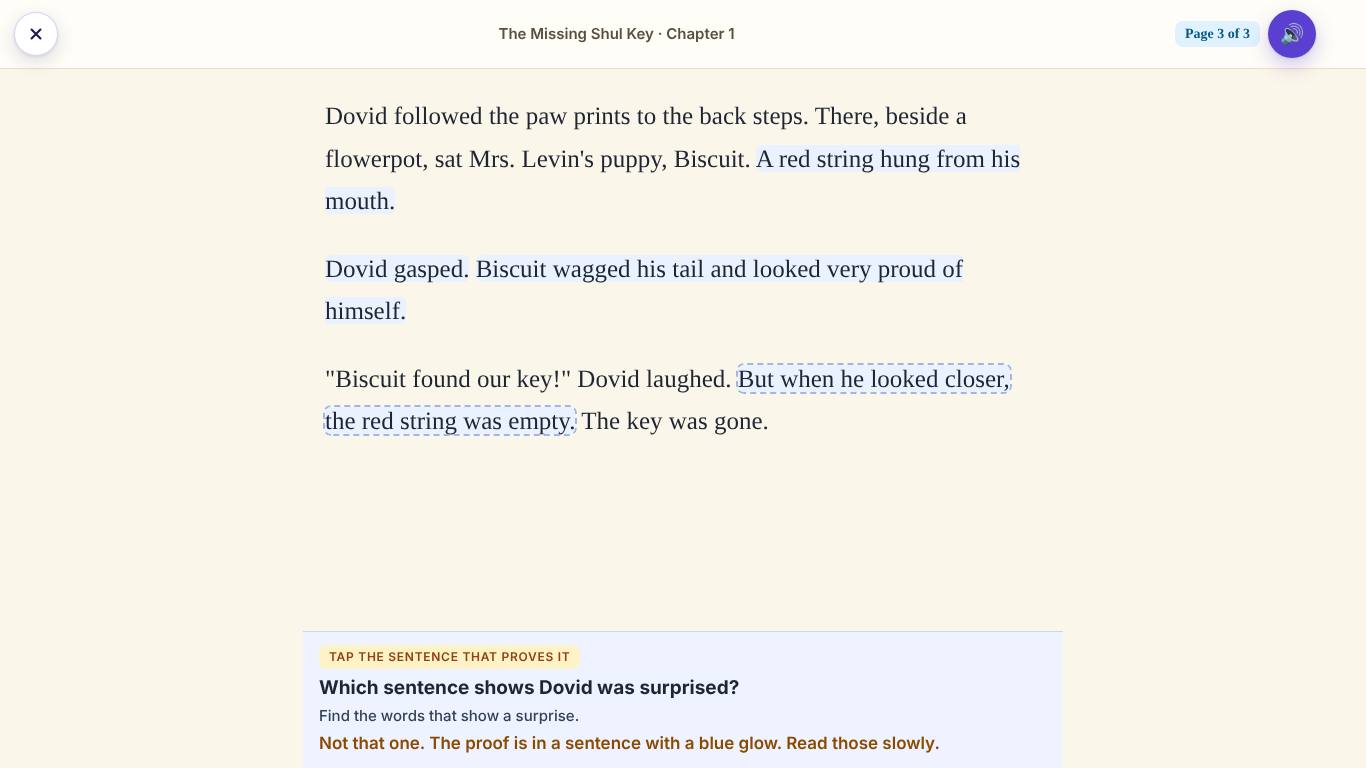 The Missing Shul Key · Chapter 1
Page 3 of 3
Dovid followed the paw prints to the back steps. There, beside a
flowerpot, sat Mrs. Levin's puppy, Biscuit. A red string hung from his
mouth.
Dovid gasped. Biscuit wagged his tail and looked very proud of
himself.
"Biscuit found our key!" Dovid laughed. But when he looked closer,
the red string was empty. The key was gone.
TAP THE SENTENCE THAT PROVES IT
Which sentence shows Dovid was surprised?
Find the words that show a surprise.
Not that one. The proof is in a sentence with a blue glow. Read those slowly.